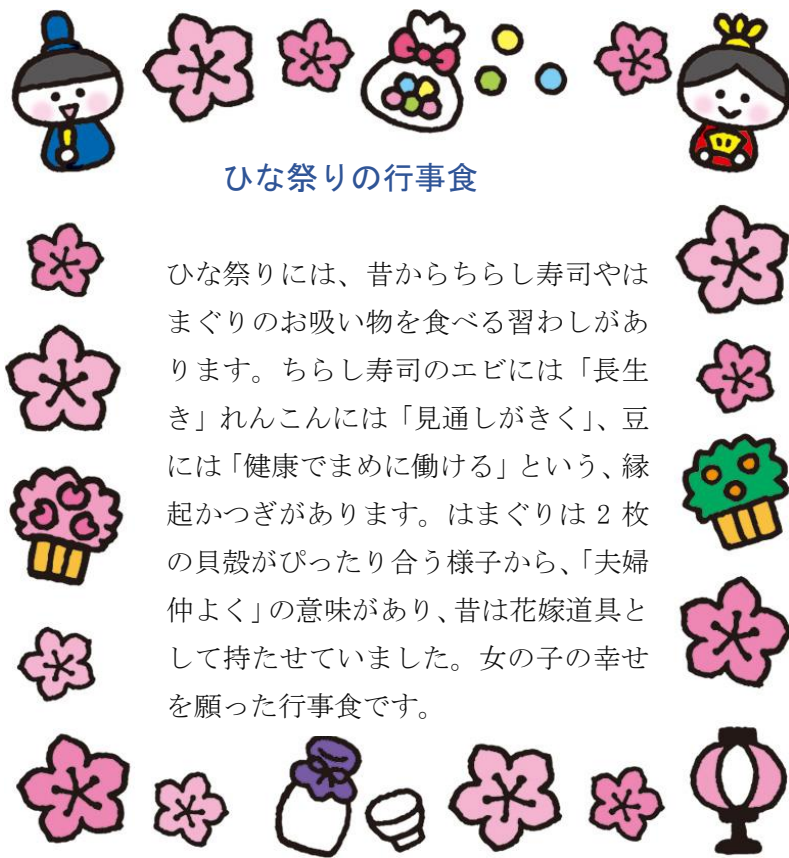 ひな祭りの行事食
ひな祭りには、昔からちらし寿司やは
まぐりのお吸い物を食べる習わしがあ
ります。ちらし寿司のエビには「長生
き」れんこんには「見通しがきく」、豆
には「健康でまめに働ける」という、縁
起かつぎがあります。はまぐりは 2 枚
の貝殻がぴったり合う様子から、「夫婦
仲よく」の意味があり、昔は花嫁道具と
して持たせていました。女の子の幸せ
を願った行事食です。